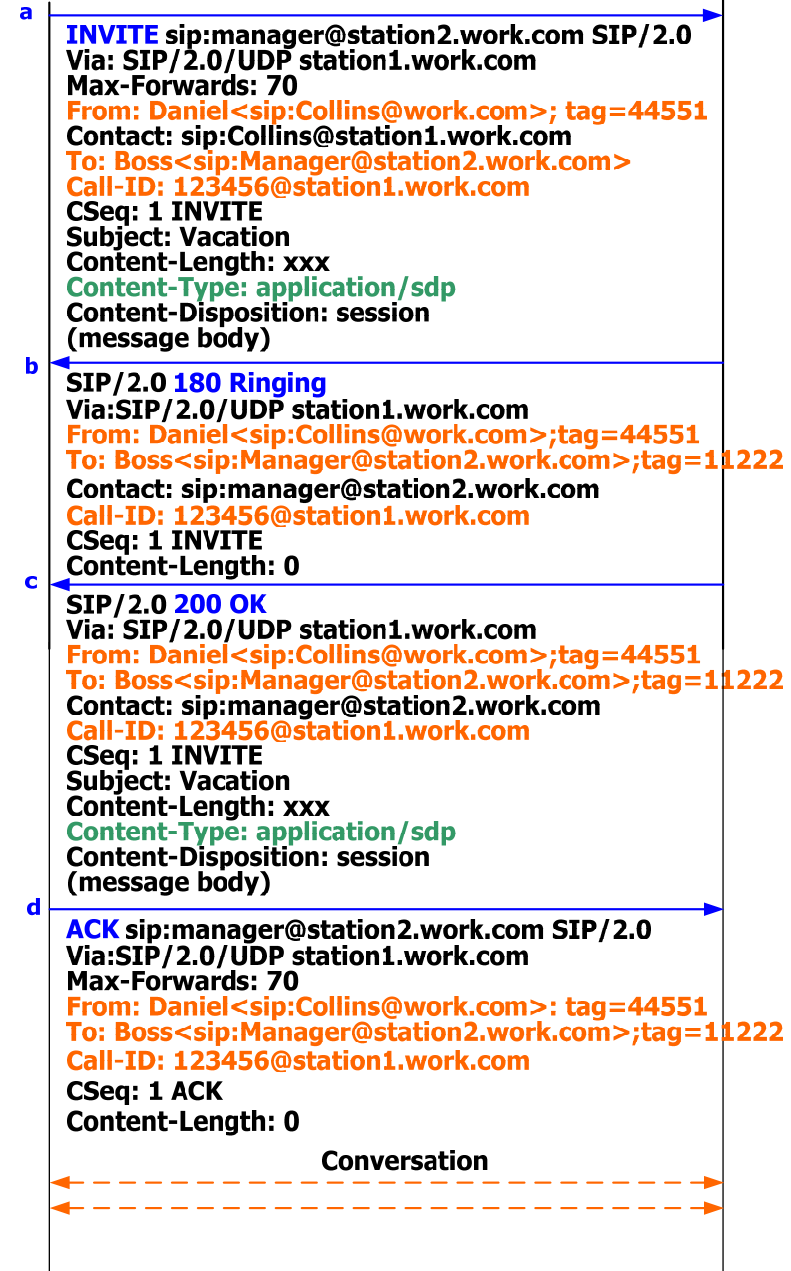 a
INVITE sip:manager@station2.work.com SIP/2.0
Via: SIP/2.0/UDP station1.work.com
Max-Forwards: 70
From: Daniel<sip:Collins@work.com>; tag=44551
Contact: sip:Collins@station1.work.com
To: Boss<sip:Manager@station2.work.com>
Call-ID: 123456@station1.work.com
CSeq: 1 INVITE
Subject: Vacation
Content-Length: xxx
Content-Type: application/sdp
Content-Disposition: session
(message body)
b
SIP/2.0 180 Ringing
Via:SIP/2.0/UDP station1.work.com
From: Daniel<sip:Collins@work.com>;tag=44551
To: Boss<sip:Manager@station2.work.com>;tag=11222
Contact: sip:manager@station2.work.com
Call-ID: 123456@station1.work.com
CSeq: 1 INVITE
Content-Length: 0
c
SIP/2.0 200 OK
Via: SIP/2.0/UDP station1.work.com
From: Daniel<sip:Collins@work.com>;tag=44551
To: Boss<sip:Manager@station2.work.com>;tag=11222
Contact: sip:manager@station2.work.com
Call-ID: 123456@station1.work.com
CSeq: 1 INVITE
Subject: Vacation
Content-Length: xxx
Content-Type: application/sdp
Content-Disposition: session
(message body)
d
ACK sip:manager@station2.work.com SIP/2.0
Via:SIP/2.0/UDP station1.work.com
Max-Forwards: 70
From: Daniel<sip:Collins@work.com>: tag=44551
To: Boss<sip:Manager@station2.work.com>;tag=11222
Call-ID: 123456@station1.work.com
CSeq: 1 ACK
Content-Length: 0
Conversation